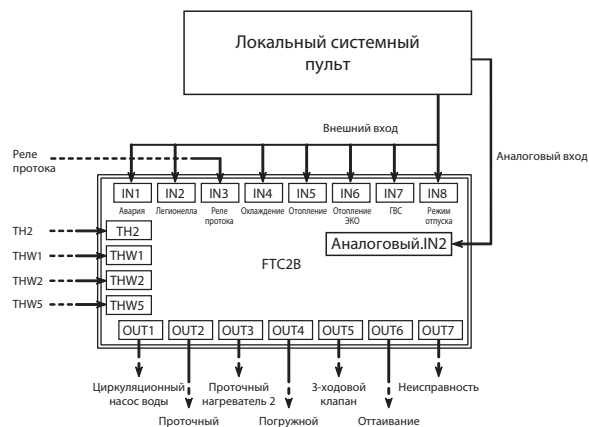 Локальный системный
пульт
Внешний вход
Аналоговый вход
Реле
протока
IN1 IN2 IN3 IN4 IN5 IN6 IN7 IN8
Авария Легионелла Реле протока Охлаждение Отопление Отопление ЭКО ГВС Режим отпуска
TH2 TH2
Аналоговый.IN2
THW1 THW1
FTC2B
THW2 THW2
THW5 THW5
OUT1 OUT2 OUT3 OUT4 OUT5 OUT6 OUT7
Циркуляционный насос воды
Проточный нагреватель 2
3-ходовой клапан
Неисправность
Проточный Погружной Оттаивание